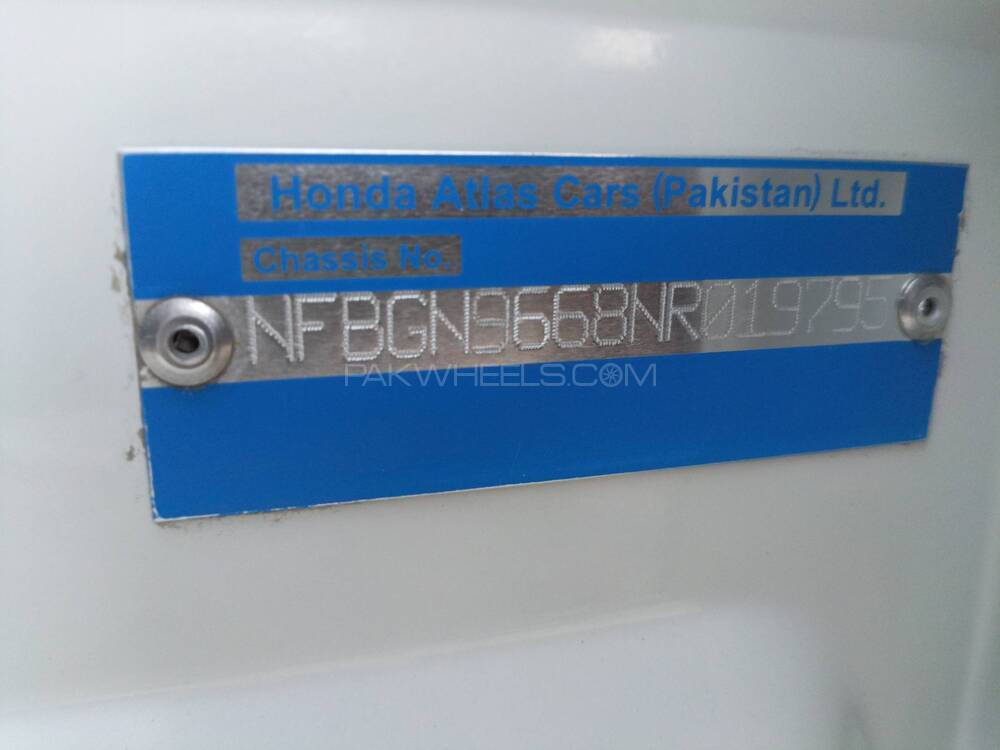 Honda Atlas Cars (Pakistan) Ltd.
Chassis No.
NFBGN9668NR019795
PAKWHEELS.COM